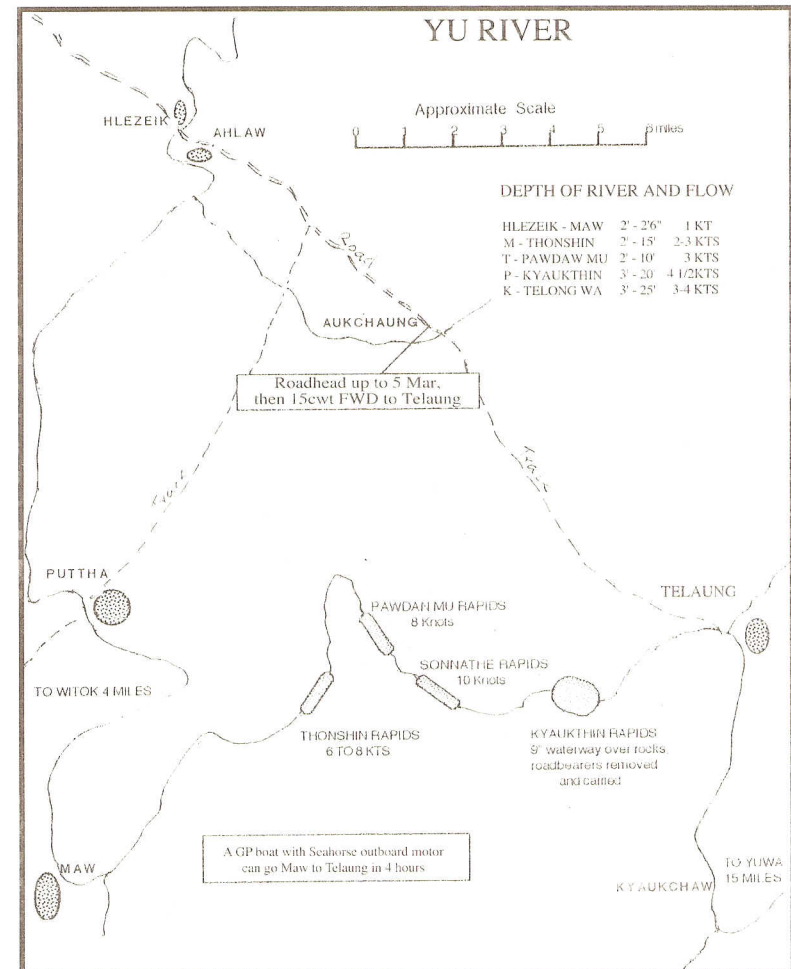 YU RIVER
Approximate Scale
0 1 2 3 4 5 6 miles
HLEZEIK
AHLAW
DEPTH OF RIVER AND FLOW
HLEZEIK - MAW 2' - 2'6" 1 KT
M - THONSHIN 2' - 15' 2-3 KTS
T - PAWDAW MU 2' - 10' 3 KTS
P - KYAUKTHIN 3' - 20' 4 1/2KTS
K - TELONG WA 3' - 25' 3-4 KTS
Road
AUKCHAUNG
Roadhead up to 5 Mar,
then 15cwt FWD to Telaung
Track
Track
PUTTHA
TELAUNG
PAWDAN MU RAPIDS
8 Knots
SONNATHE RAPIDS
10 Knots
TO WITOK 4 MILES
THONSHIN RAPIDS
6 TO 8 KTS
KYAUKTHIN RAPIDS
9" waterway over rocks
roadbearers removed
and carried
A GP boat with Seahorse outboard motor
can go Maw to Telaung in 4 hours
MAW
TO YUWA
15 MILES
KYAUKCHAW